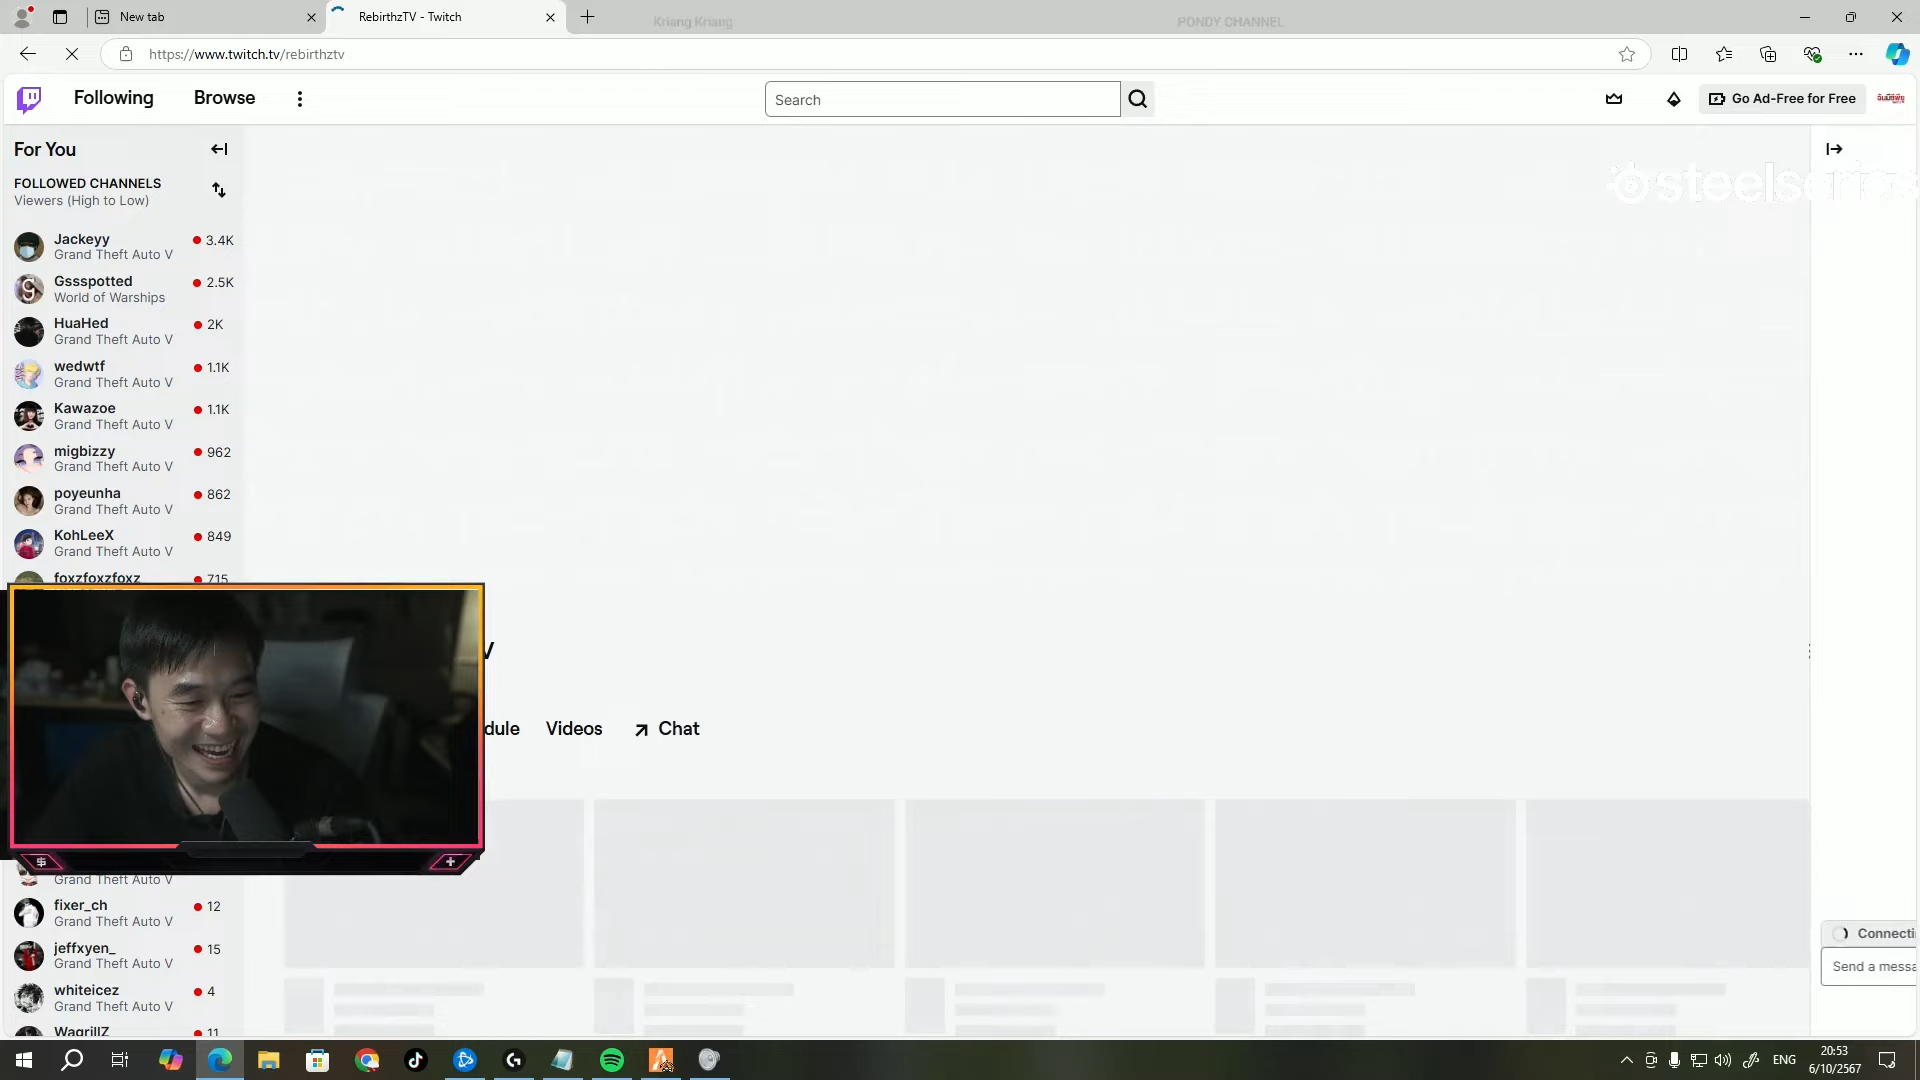 New tab
RebirthzTV - Twitch
Kriang Kriang
PONDY CHANNEL
https://www.twitch.tv/rebirthztv
Following
Browse
Search
Go Ad-Free for Free
For You
FOLLOWED CHANNELS
Viewers (High to Low)
steelseries
Jackeyy
3.4K
Grand Theft Auto V
Gssspotted
2.5K
World of Warships
HuaHed
2K
Grand Theft Auto V
wedwtf
1.1K
Grand Theft Auto V
Kawazoe
1.1K
Grand Theft Auto V
migbizzy
962
Grand Theft Auto V
poyeunha
862
Grand Theft Auto V
KohLeeX
849
Grand Theft Auto V
foxzfoxzfoxz
715
V
dule
Videos
Chat
$
+
Grand Theft Auto V
fixer_ch
12
Grand Theft Auto V
jeffxyen_
15
Grand Theft Auto V
whiteicez
4
Grand Theft Auto V
WagrillZ
11
Connecti
Send a messa
ENG
20:53
6/10/2567